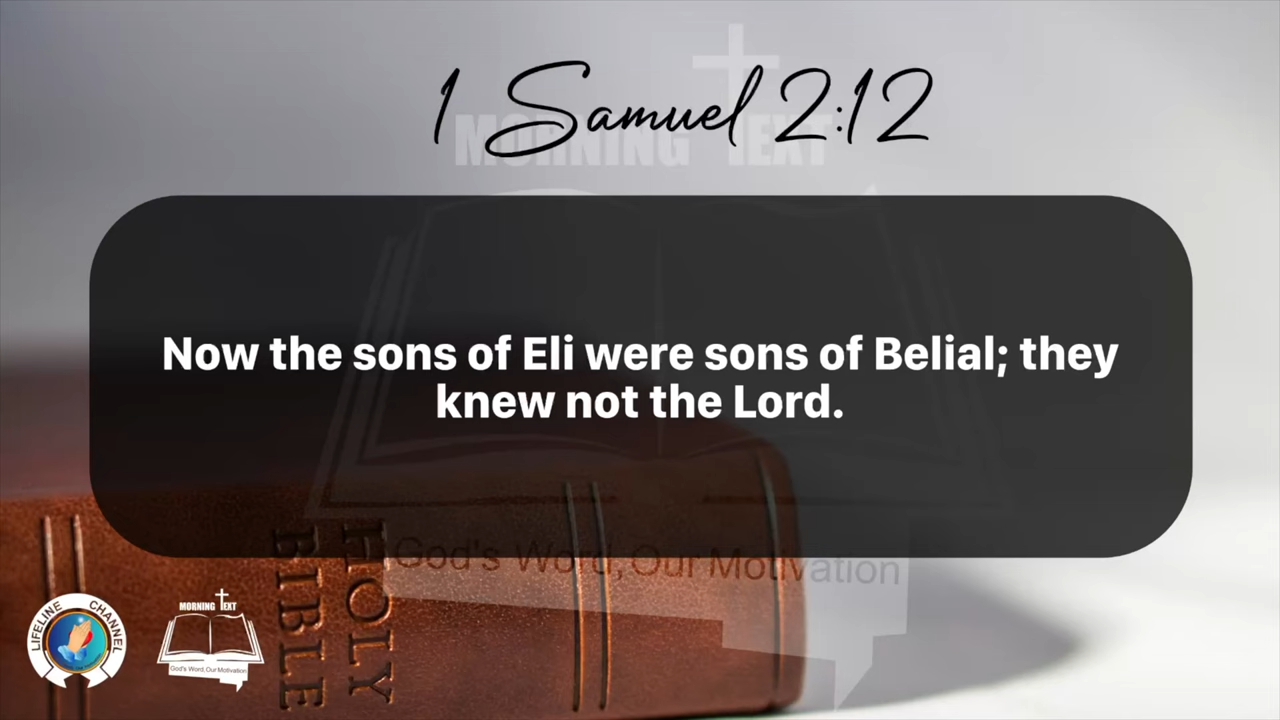 1 Samuel 2:12
MORNING TEXT
Now the sons of Eli were sons of Belial; they
knew not the Lord.
God's Word, Our Motivation
HOLY
BIBLE
LIFELINE CHANNEL
MORNING TEXT
God's Word, Our Motivation